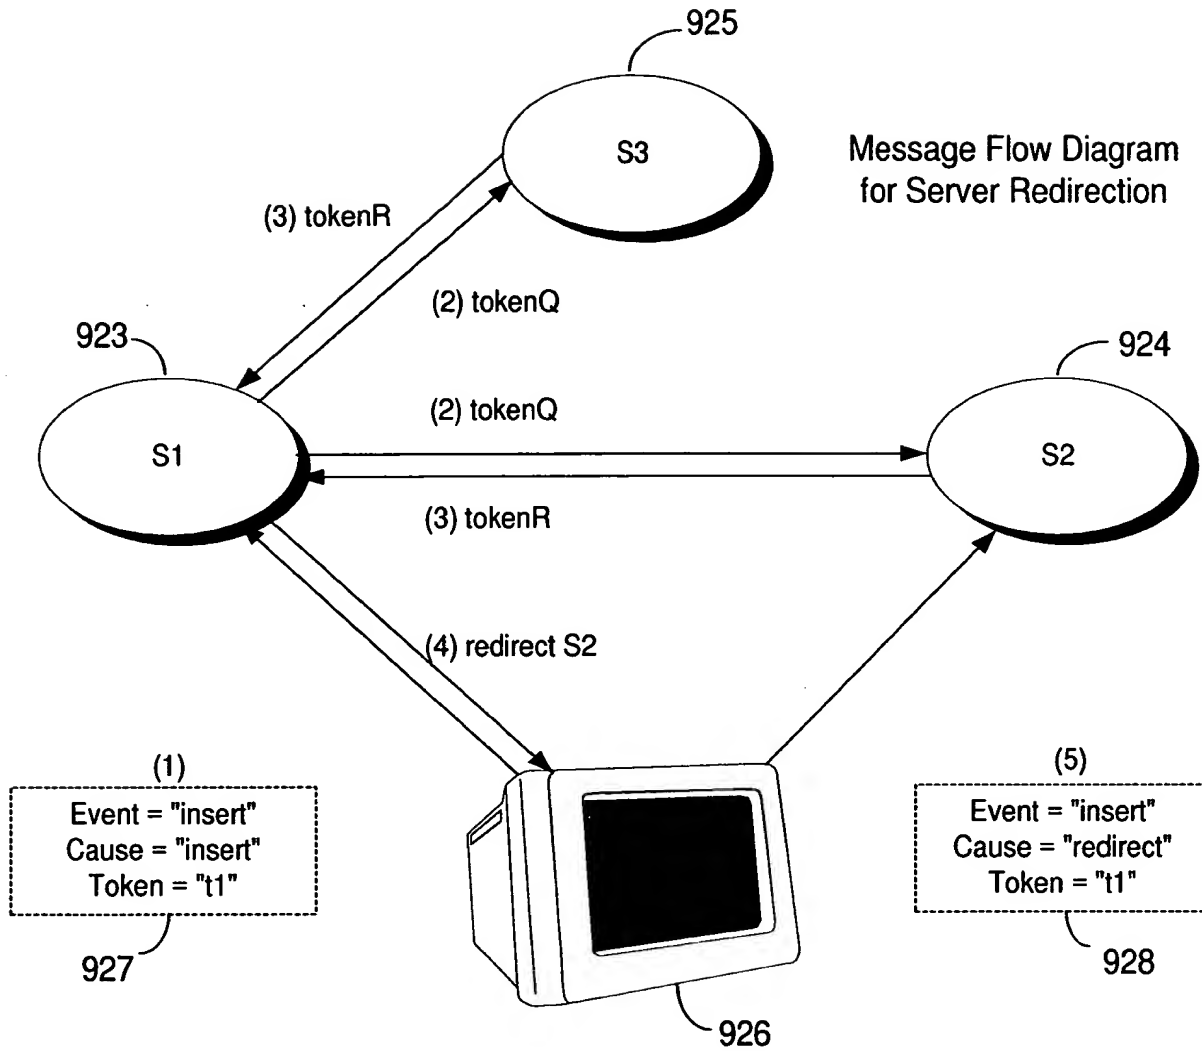 925
S3
Message Flow Diagram
for Server Redirection
(3) tokenR
(2) tokenQ
923
924
(2) tokenQ
S1
S2
(3) tokenR
(4) redirect S2
(1)
Event = "insert"
Cause = "insert"
Token = "t1"
927
(5)
Event = "insert"
Cause = "redirect"
Token = "t1"
928
926